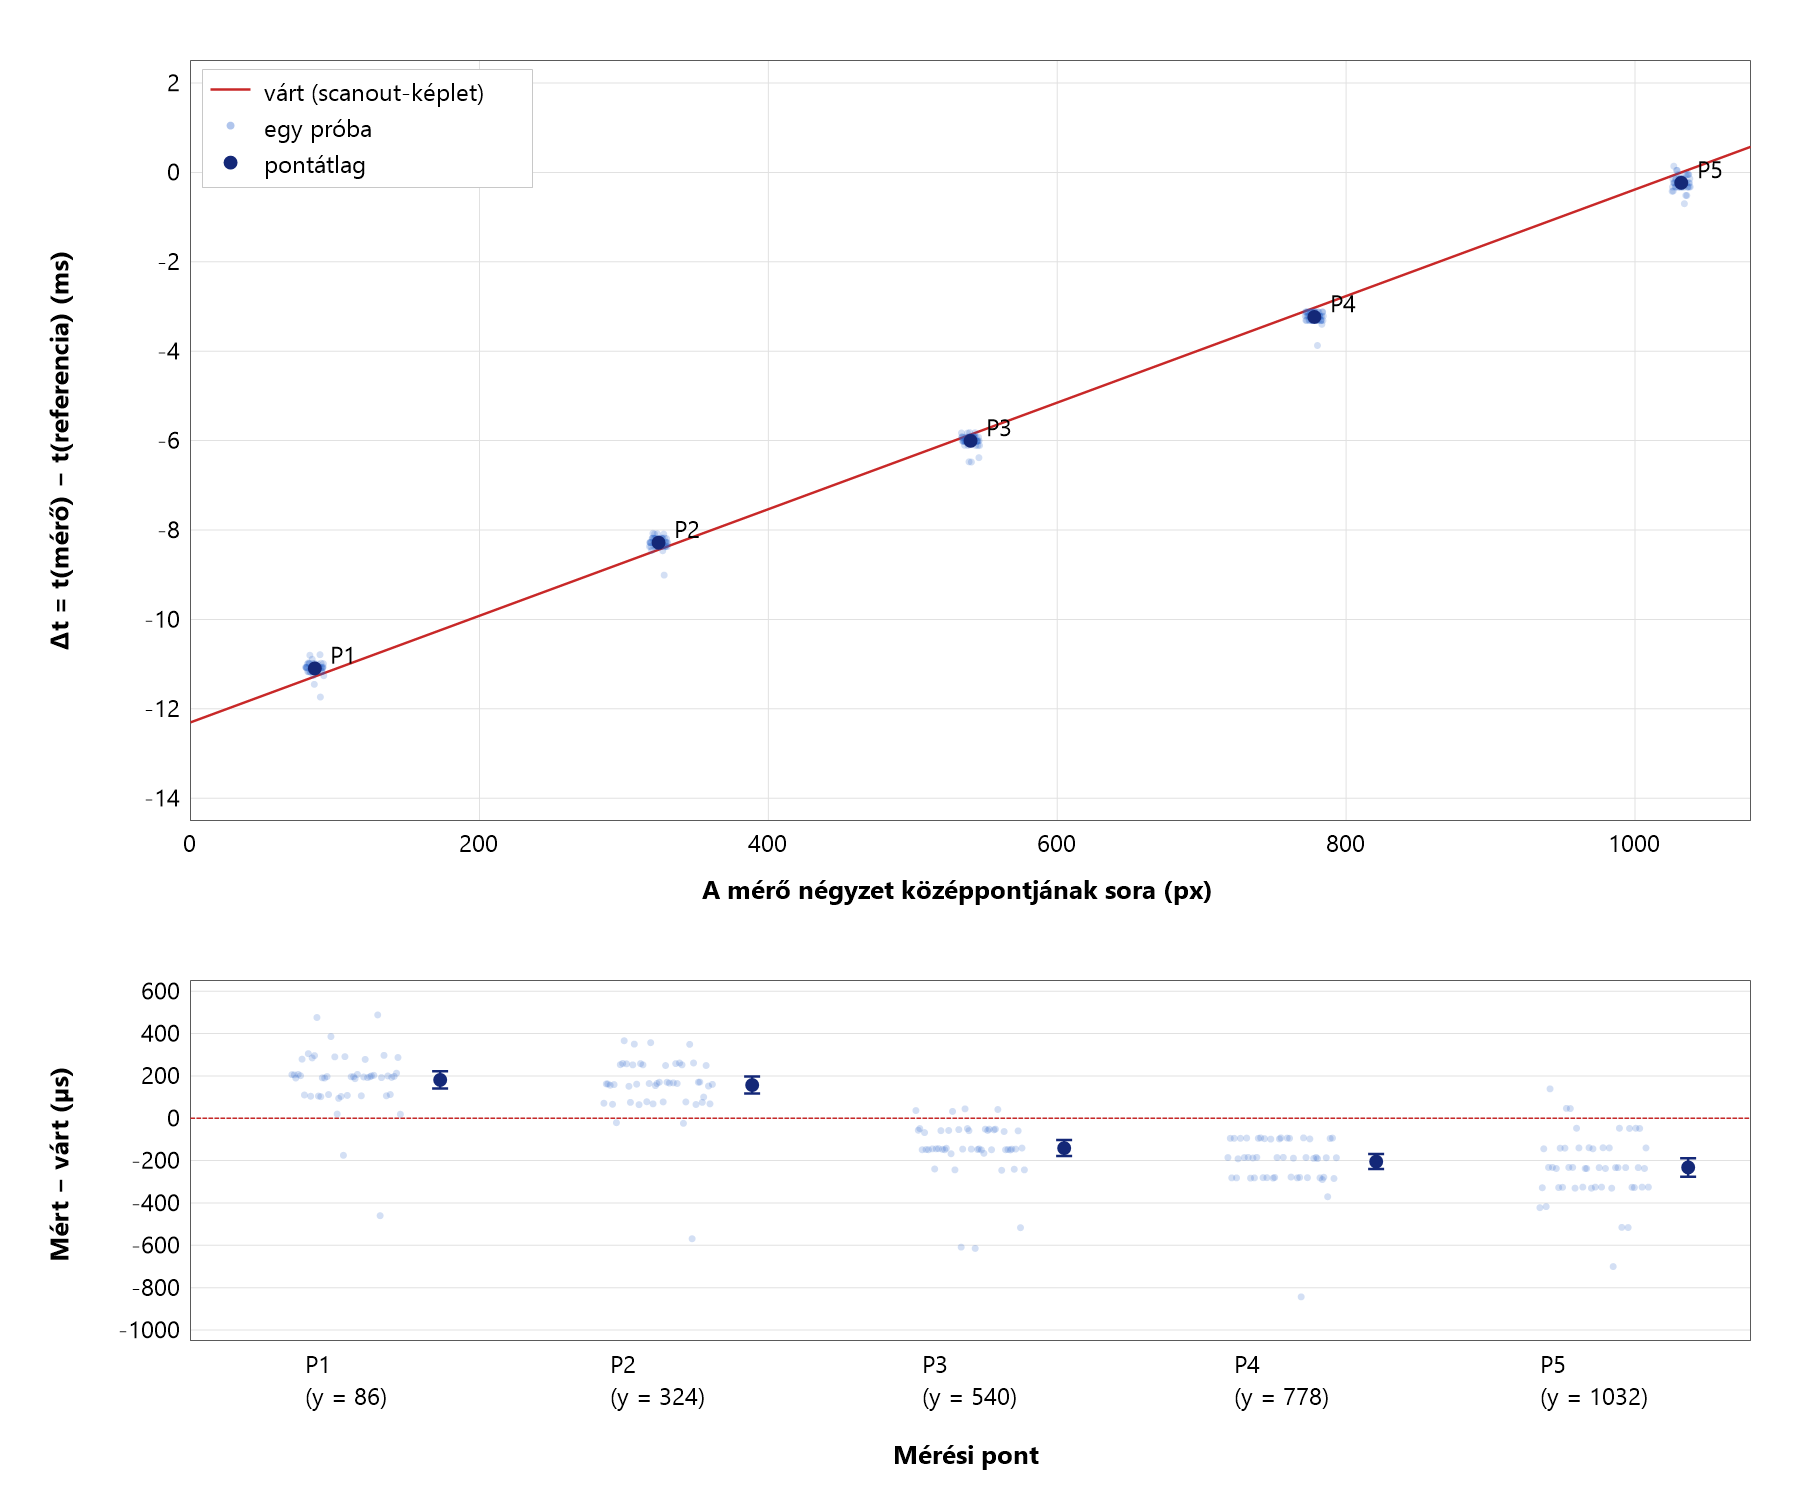 2
0
-2
-4
-6
-8
-10
-12
-14
Δt = t(mérő) − t(referencia) (ms)
várt (scanout-képlet)
egy próba
pontátlag
P1
P2
P3
P4
P5
0
200
400
600
800
1000
A mérő négyzet középpontjának sora (px)
600
400
200
0
-200
-400
-600
-800
-1000
Mért − várt (µs)
P1
(y = 86)
P2
(y = 324)
P3
(y = 540)
P4
(y = 778)
P5
(y = 1032)
Mérési pont